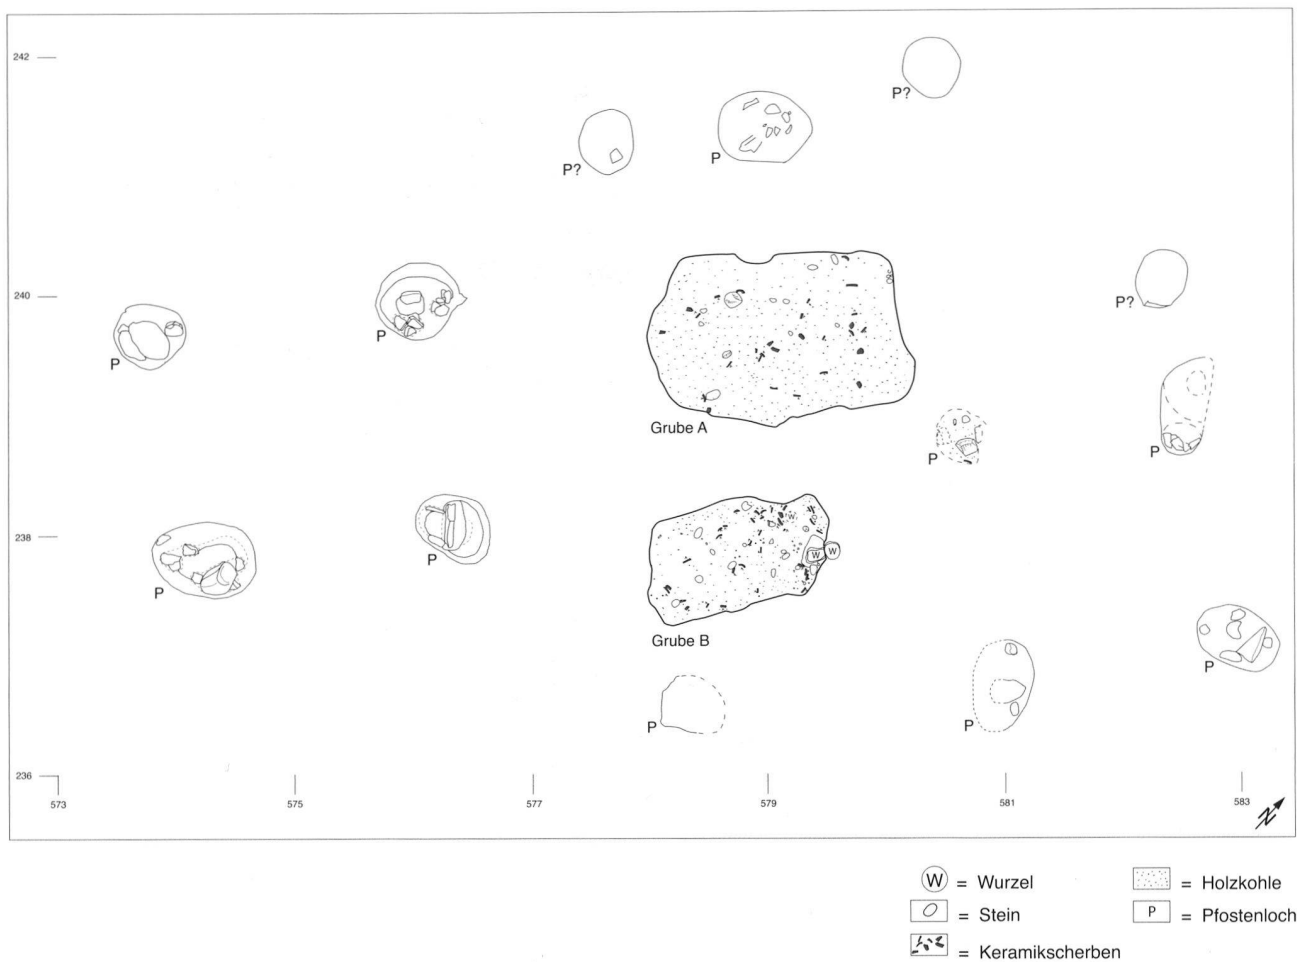 242
P?
P?
P
240
P?
P
P
Grube A
P
P
238
P
P
W
W
W
Grube B
P
P
P
236
573
575
577
579
581
583
N
W = Wurzel
= Holzkohle
= Stein
P = Pfostenloch
= Keramikscherben